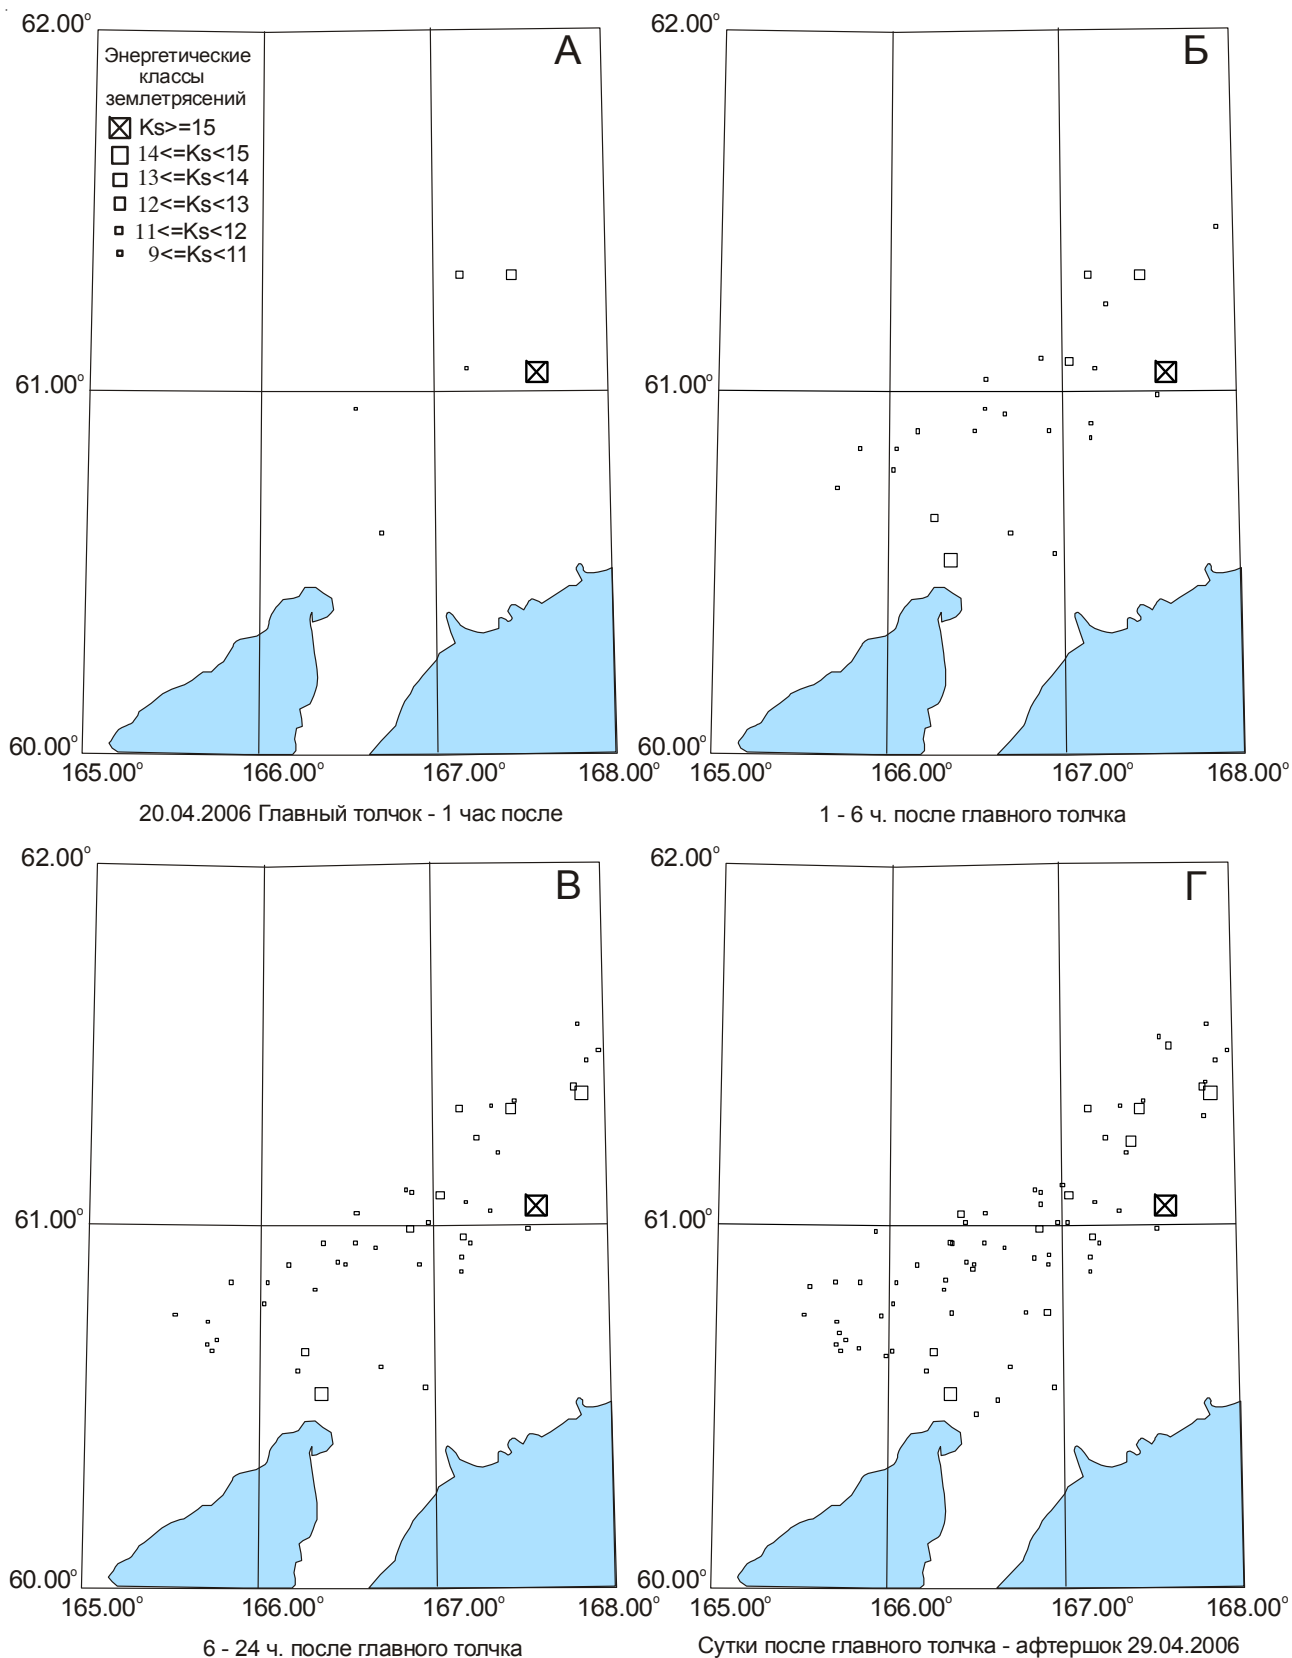 62.00°
А
Энергетические
классы
землетрясений
Ks>=15
14<=Ks<15
13<=Ks<14
12<=Ks<13
11<=Ks<12
9<=Ks<11
61.00°
60.00°
165.00° 166.00° 167.00° 168.00°
20.04.2006 Главный толчок - 1 час после
62.00°
Б
61.00°
60.00°
165.00° 166.00° 167.00° 168.00°
1 - 6 ч. после главного толчка
62.00°
В
61.00°
60.00°
165.00° 166.00° 167.00° 168.00°
6 - 24 ч. после главного толчка
62.00°
Г
61.00°
60.00°
165.00° 166.00° 167.00° 168.00°
Сутки после главного толчка - афтершок 29.04.2006